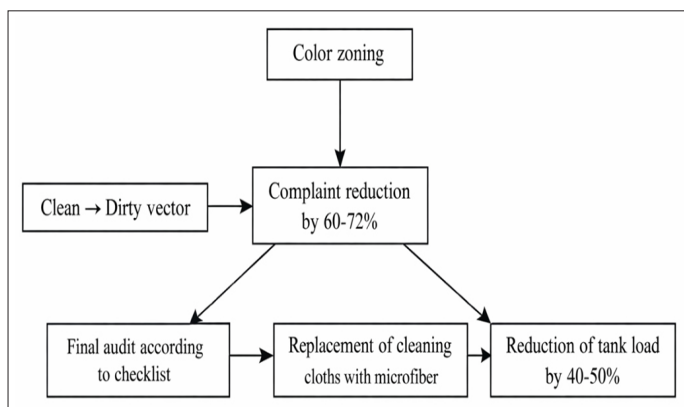 Color zoning
Clean → Dirty vector
Complaint reduction
by 60-72%
Final audit according
to checklist
Replacement of cleaning
cloths with microfiber
Reduction of tank load
by 40-50%